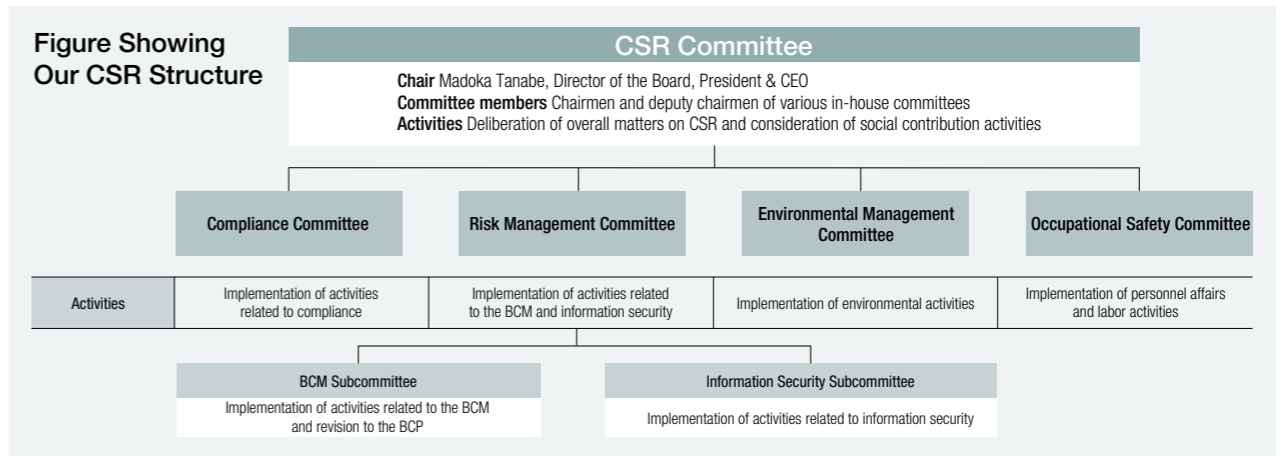 Figure Showing
Our CSR Structure
CSR Committee
Chair Madoka Tanabe, Director of the Board, President & CEO
Committee members Chairmen and deputy chairmen of various in-house committees
Activities Deliberation of overall matters on CSR and consideration of social contribution activities
Compliance Committee
Risk Management Committee
Environmental Management
Committee
Occupational Safety Committee
Activities
Implementation of activities
related to compliance
Implementation of activities related
to the BCM and information security
Implementation of environmental activities
Implementation of personnel affairs
and labor activities
BCM Subcommittee
Implementation of activities related to the BCM
and revision to the BCP
Information Security Subcommittee
Implementation of activities related to information security